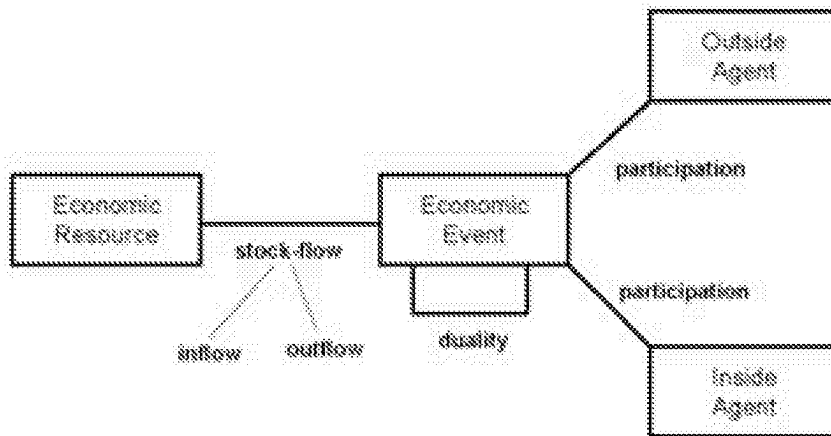 Outside
Agent
participation
Economic
Resource
Economic
Event
stock-flow
participation
inflow
outflow
duality
Inside
Agent